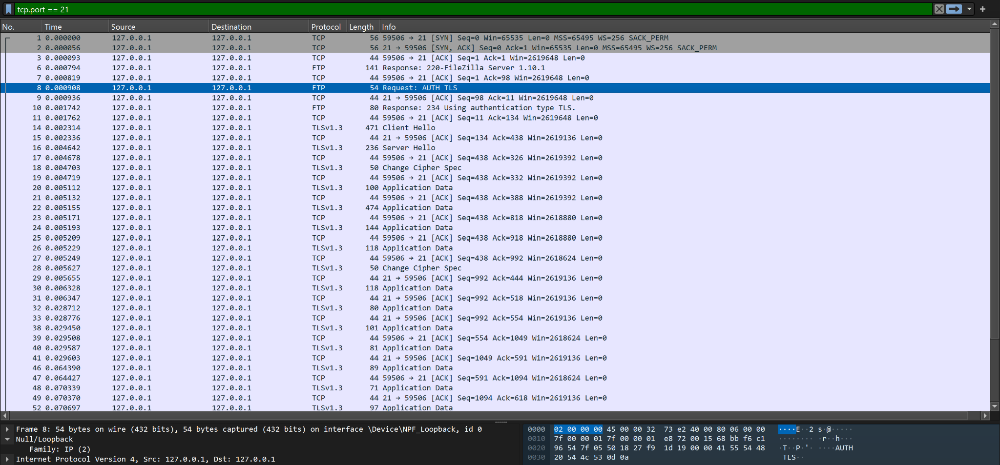 tcp.port == 21
No. Time Source Destination Protocol Length Info
1 0.000000 127.0.0.1 127.0.0.1 TCP 56 59506 → 21 [SYN] Seq=0 Win=65535 Len=0 MSS=65495 WS=256 SACK_PERM
2 0.000056 127.0.0.1 127.0.0.1 TCP 56 21 → 59506 [SYN, ACK] Seq=0 Ack=1 Win=65535 Len=0 MSS=65495 WS=256 SACK_PERM
3 0.000093 127.0.0.1 127.0.0.1 TCP 44 59506 → 21 [ACK] Seq=1 Ack=1 Win=2619648 Len=0
6 0.000794 127.0.0.1 127.0.0.1 FTP 141 Response: 220-FileZilla Server 1.10.1
7 0.000819 127.0.0.1 127.0.0.1 TCP 44 59506 → 21 [ACK] Seq=1 Ack=98 Win=2619648 Len=0
8 0.000908 127.0.0.1 127.0.0.1 FTP 54 Request: AUTH TLS
9 0.000936 127.0.0.1 127.0.0.1 TCP 44 21 → 59506 [ACK] Seq=98 Ack=11 Win=2619648 Len=0
10 0.001742 127.0.0.1 127.0.0.1 FTP 80 Response: 234 Using authentication type TLS.
11 0.001762 127.0.0.1 127.0.0.1 TCP 44 59506 → 21 [ACK] Seq=11 Ack=134 Win=2619648 Len=0
14 0.002314 127.0.0.1 127.0.0.1 TLSv1.3 471 Client Hello
15 0.002336 127.0.0.1 127.0.0.1 TCP 44 21 → 59506 [ACK] Seq=134 Ack=438 Win=2619136 Len=0
16 0.004642 127.0.0.1 127.0.0.1 TLSv1.3 236 Server Hello
17 0.004678 127.0.0.1 127.0.0.1 TCP 44 59506 → 21 [ACK] Seq=438 Ack=326 Win=2619392 Len=0
18 0.004703 127.0.0.1 127.0.0.1 TLSv1.3 50 Change Cipher Spec
19 0.004719 127.0.0.1 127.0.0.1 TCP 44 59506 → 21 [ACK] Seq=438 Ack=332 Win=2619392 Len=0
20 0.005112 127.0.0.1 127.0.0.1 TLSv1.3 100 Application Data
21 0.005132 127.0.0.1 127.0.0.1 TCP 44 59506 → 21 [ACK] Seq=438 Ack=388 Win=2619392 Len=0
22 0.005155 127.0.0.1 127.0.0.1 TLSv1.3 474 Application Data
23 0.005171 127.0.0.1 127.0.0.1 TCP 44 59506 → 21 [ACK] Seq=438 Ack=818 Win=2618880 Len=0
24 0.005193 127.0.0.1 127.0.0.1 TLSv1.3 144 Application Data
25 0.005209 127.0.0.1 127.0.0.1 TCP 44 59506 → 21 [ACK] Seq=438 Ack=918 Win=2618880 Len=0
26 0.005229 127.0.0.1 127.0.0.1 TLSv1.3 118 Application Data
27 0.005249 127.0.0.1 127.0.0.1 TCP 44 59506 → 21 [ACK] Seq=438 Ack=992 Win=2618624 Len=0
28 0.005627 127.0.0.1 127.0.0.1 TLSv1.3 50 Change Cipher Spec
29 0.005655 127.0.0.1 127.0.0.1 TCP 44 21 → 59506 [ACK] Seq=992 Ack=444 Win=2619136 Len=0
30 0.006328 127.0.0.1 127.0.0.1 TLSv1.3 118 Application Data
31 0.006347 127.0.0.1 127.0.0.1 TCP 44 21 → 59506 [ACK] Seq=992 Ack=518 Win=2619136 Len=0
32 0.028712 127.0.0.1 127.0.0.1 TLSv1.3 80 Application Data
33 0.028776 127.0.0.1 127.0.0.1 TCP 44 21 → 59506 [ACK] Seq=992 Ack=554 Win=2619136 Len=0
38 0.029450 127.0.0.1 127.0.0.1 TLSv1.3 101 Application Data
39 0.029508 127.0.0.1 127.0.0.1 TCP 44 59506 → 21 [ACK] Seq=554 Ack=1049 Win=2618624 Len=0
40 0.029587 127.0.0.1 127.0.0.1 TLSv1.3 81 Application Data
41 0.029603 127.0.0.1 127.0.0.1 TCP 44 21 → 59506 [ACK] Seq=1049 Ack=591 Win=2619136 Len=0
46 0.064390 127.0.0.1 127.0.0.1 TLSv1.3 89 Application Data
47 0.064427 127.0.0.1 127.0.0.1 TCP 44 59506 → 21 [ACK] Seq=591 Ack=1094 Win=2618624 Len=0
48 0.070339 127.0.0.1 127.0.0.1 TLSv1.3 71 Application Data
49 0.070370 127.0.0.1 127.0.0.1 TCP 44 21 → 59506 [ACK] Seq=1094 Ack=618 Win=2619136 Len=0
52 0.070697 127.0.0.1 127.0.0.1 TLSv1.3 97 Application Data
Frame 8: 54 bytes on wire (432 bits), 54 bytes captured (432 bits) on interface \Device\NPF_Loopback, id 0
Null/Loopback
Family: IP (2)
Internet Protocol Version 4, Src: 127.0.0.1, Dst: 127.0.0.1
0000 02 00 00 00 45 00 00 32 73 e2 40 00 80 06 00 00 ····E··2 s·@·····
0010 7f 00 00 01 7f 00 00 01 e8 72 00 15 68 bb f6 c1 ········ ·r··h···
0020 96 54 7f 05 50 18 27 f9 1d 19 00 00 41 55 54 48 ·T··P·'· ····AUTH
0030 20 54 4c 53 0d 0a  TLS··